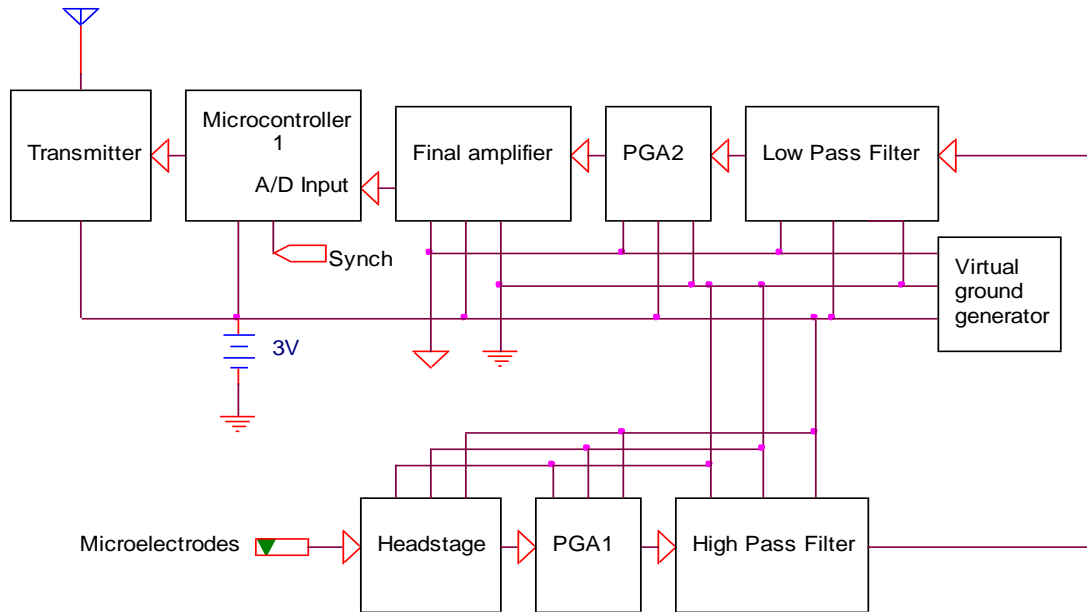 Transmitter
Microcontroller
1
A/D Input
Final amplifier
PGA2
Low Pass Filter
Synch
Virtual
ground
generator
3V
Microelectrodes
Headstage
PGA1
High Pass Filter